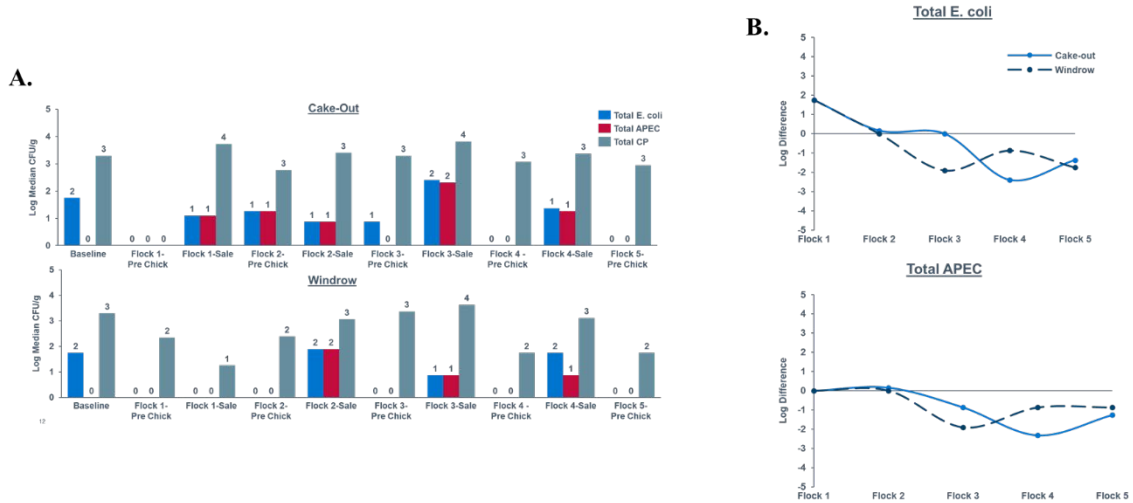 A.
Cake-Out
Total E. coli
Total APEC
Total CP
Log Median CFU/g
5
4
3
2
1
0
2 0 3
0 0 0
1 1 4
1 1 3
1 1 3
1 0 3
2 2 4
0 0 3
1 1 3
0 0 3
Baseline Flock 1- Flock 1-Sale Flock 2- Flock 2-Sale Flock 3- Flock 3-Sale Flock 4 - Flock 4-Sale Flock 5-
Pre Chick Pre Chick Pre Chick Pre Chick Pre Chick
Windrow
Log Median CFU/g
5
4
3
2
1
0
2 0 3
0 0 2
0 0 1
0 0 2
2 2 3
0 0 3
1 1 4
0 0 2
2 1 3
0 0 2
Baseline Flock 1- Flock 1-Sale Flock 2- Flock 2-Sale Flock 3- Flock 3-Sale Flock 4 - Flock 4-Sale Flock 5-
Pre Chick Pre Chick Pre Chick Pre Chick Pre Chick
12
B.
Total E. coli
Cake-out
Windrow
Log Difference
5
4
3
2
1
0
-1
-2
-3
-4
-5
Flock 1 Flock 2 Flock 3 Flock 4 Flock 5
Total APEC
Log Difference
5
4
3
2
1
0
-1
-2
-3
-4
-5
Flock 1 Flock 2 Flock 3 Flock 4 Flock 5